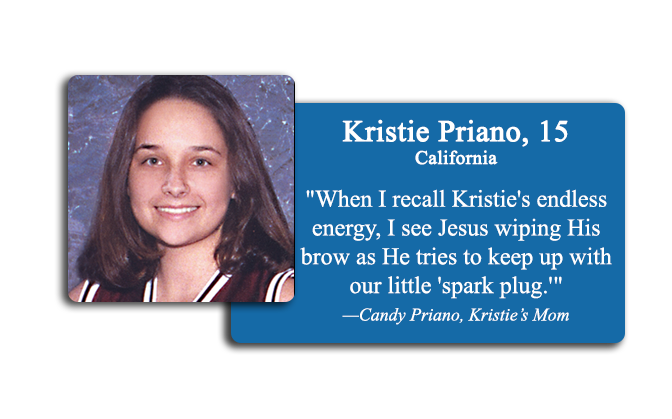 Kristie Priano, 15
California
"When I recall Kristie's endless
energy, I see Jesus wiping His
brow as He tries to keep up with
our little 'spark plug.'"
—Candy Priano, Kristie’s Mom